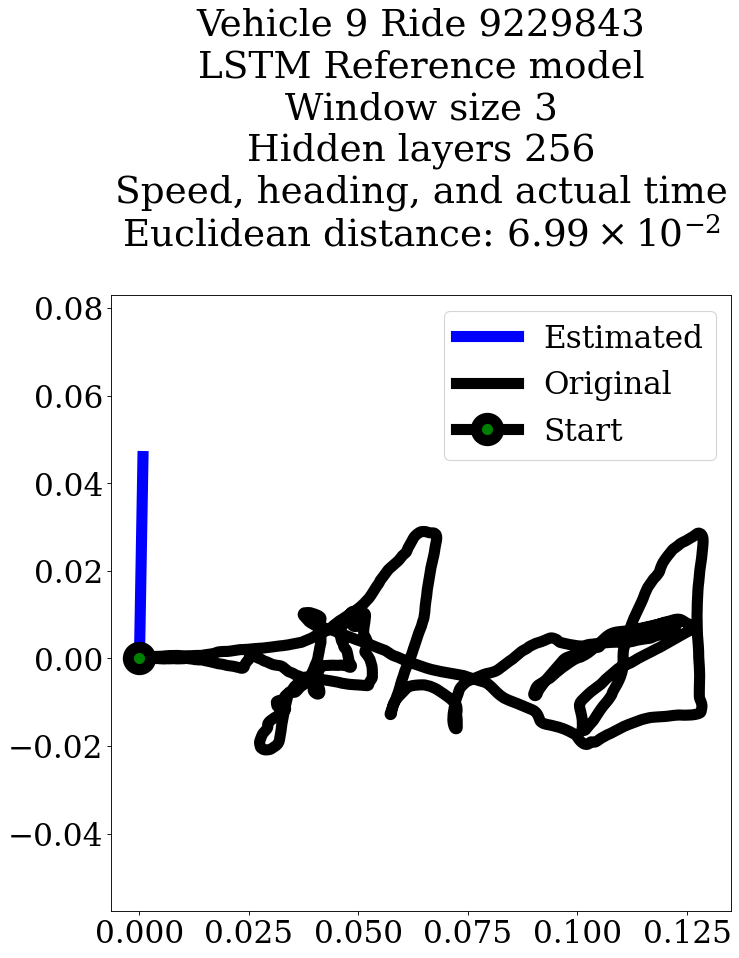 Vehicle 9 Ride 9229843
LSTM Reference model
Window size 3
Hidden layers 256
Speed, heading, and actual time
Euclidean distance: 6.99 × 10⁻²
0.08
0.06
0.04
0.02
0.00
−0.02
−0.04
Estimated
Original
Start
0.000 0.025 0.050 0.075 0.100 0.125